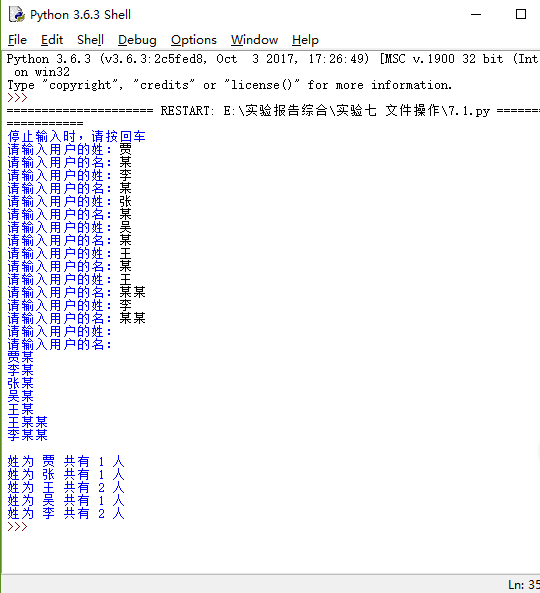 Python 3.6.3 Shell
File Edit Shell Debug Options Window Help
Python 3.6.3 (v3.6.3:2c5fed8, Oct  3 2017, 17:26:49) [MSC v.1900 32 bit (Int
 on win32
Type "copyright", "credits" or "license()" for more information.
>>>
===================== RESTART: E:\实验报告综合\实验七 文件操作\7.1.py ======
===========
停止输入时，请按回车
请输入用户的姓：贾
请输入用户的名：某
请输入用户的姓：李
请输入用户的名：某
请输入用户的姓：张
请输入用户的名：某
请输入用户的姓：吴
请输入用户的名：某
请输入用户的姓：王
请输入用户的名：某
请输入用户的姓：王
请输入用户的名：某某
请输入用户的姓：李
请输入用户的名：某某
请输入用户的姓：
请输入用户的名：
贾某
李某
张某
吴某
王某
王某某
李某某
姓为 贾 共有 1 人
姓为 张 共有 1 人
姓为 王 共有 2 人
姓为 吴 共有 1 人
姓为 李 共有 2 人
>>>
Ln: 35